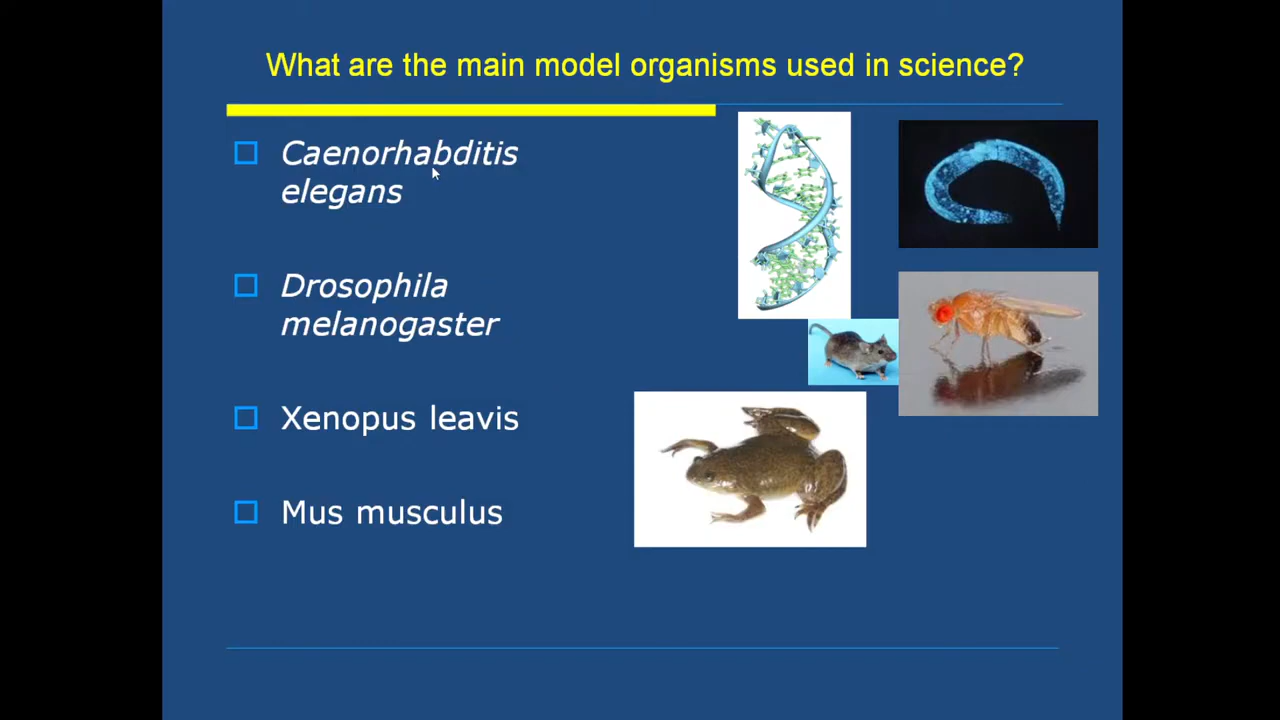 What are the main model organisms used in science?
Caenorhabditis
elegans
Drosophila
melanogaster
Xenopus leavis
Mus musculus